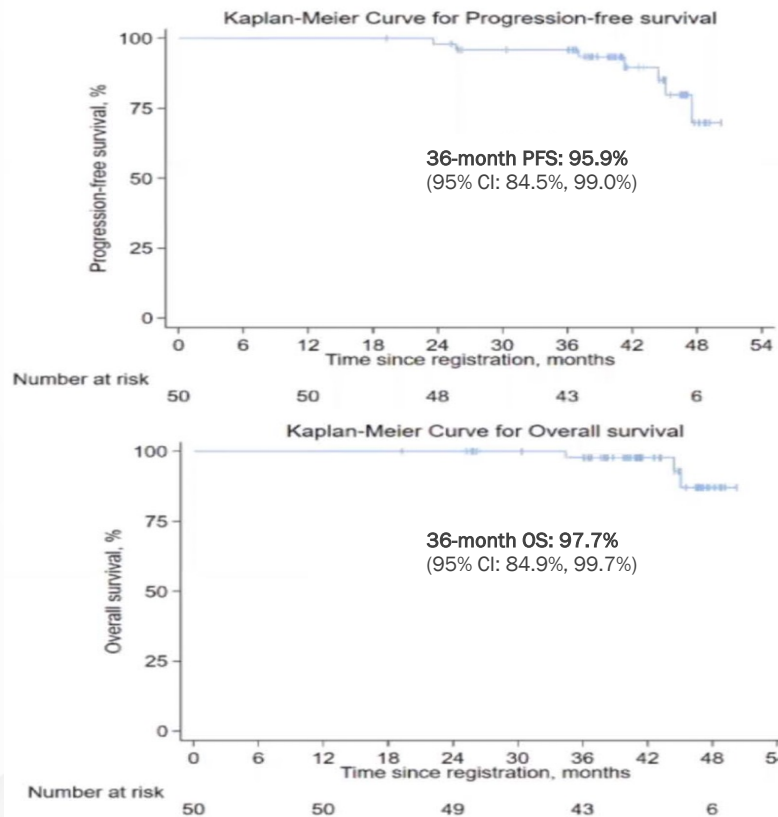 Kaplan-Meier Curve for Progression-free survival
Progression-free survival, %
100
75
50
25
0
36-month PFS: 95.9%
(95% CI: 84.5%, 99.0%)
0 6 12 18 24 30 36 42 48 54
Time since registration, months
Number at risk
50 50 48 43 6
Kaplan-Meier Curve for Overall survival
Overall survival, %
100
75
50
25
0
36-month OS: 97.7%
(95% CI: 84.9%, 99.7%)
0 6 12 18 24 30 36 42 48
Time since registration, months
Number at risk
50 50 49 43 6